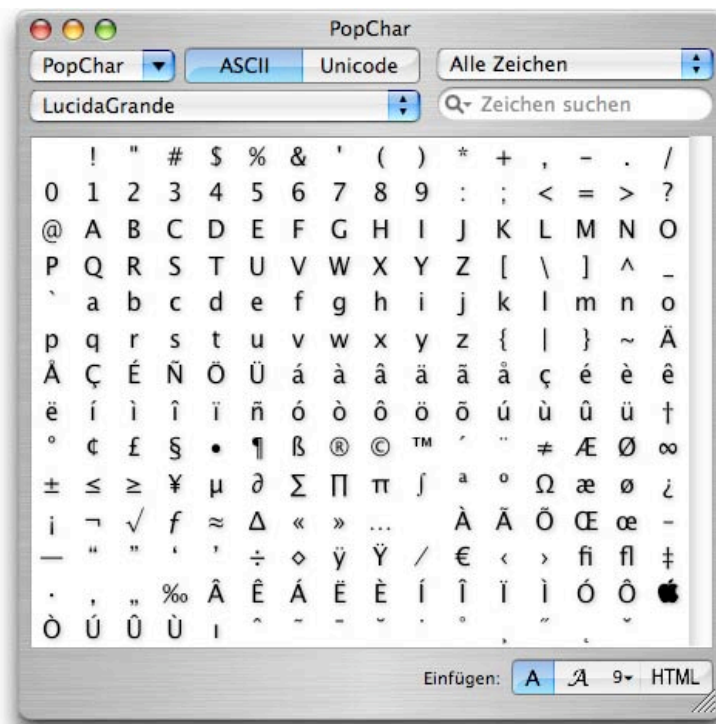 PopChar
PopChar ASCII Unicode Alle Zeichen
LucidaGrande Zeichen suchen
! " # $ % & ' ( ) * + , - . /
0 1 2 3 4 5 6 7 8 9 : ; < = > ?
@ A B C D E F G H I J K L M N O
P Q R S T U V W X Y Z [ \ ] ^ _
` a b c d e f g h i j k l m n o
p q r s t u v w x y z { | } ~ Ä
Å Ç É Ñ Ö Ü á à â ä ã å ç é è ê
ë í ì î ï ñ ó ò ô ö õ ú ù û ü †
° ¢ £ § • ¶ ß ® © ™ ´ ¨ ≠ Æ Ø ∞
± ≤ ≥ ¥ µ ∂ Σ Π π ∫ ª º Ω æ ø ¿
¡ ¬ √ ƒ ≈ Δ « » … À Ã Õ Œ œ –
— “ ” ‘ ’ ÷ ◊ ÿ Ÿ ⁄ € ‹ › ﬁ ﬂ ‡
· ‚ „ ‰ Â Ê Á Ë È Í Î Ï Ì Ó Ô 
Ò Ú Û Ù ı ˆ ˜ ¯ ˘ ˙ ˚ ¸ ˝ ˛ ˇ
Einfügen: A A 9 HTML